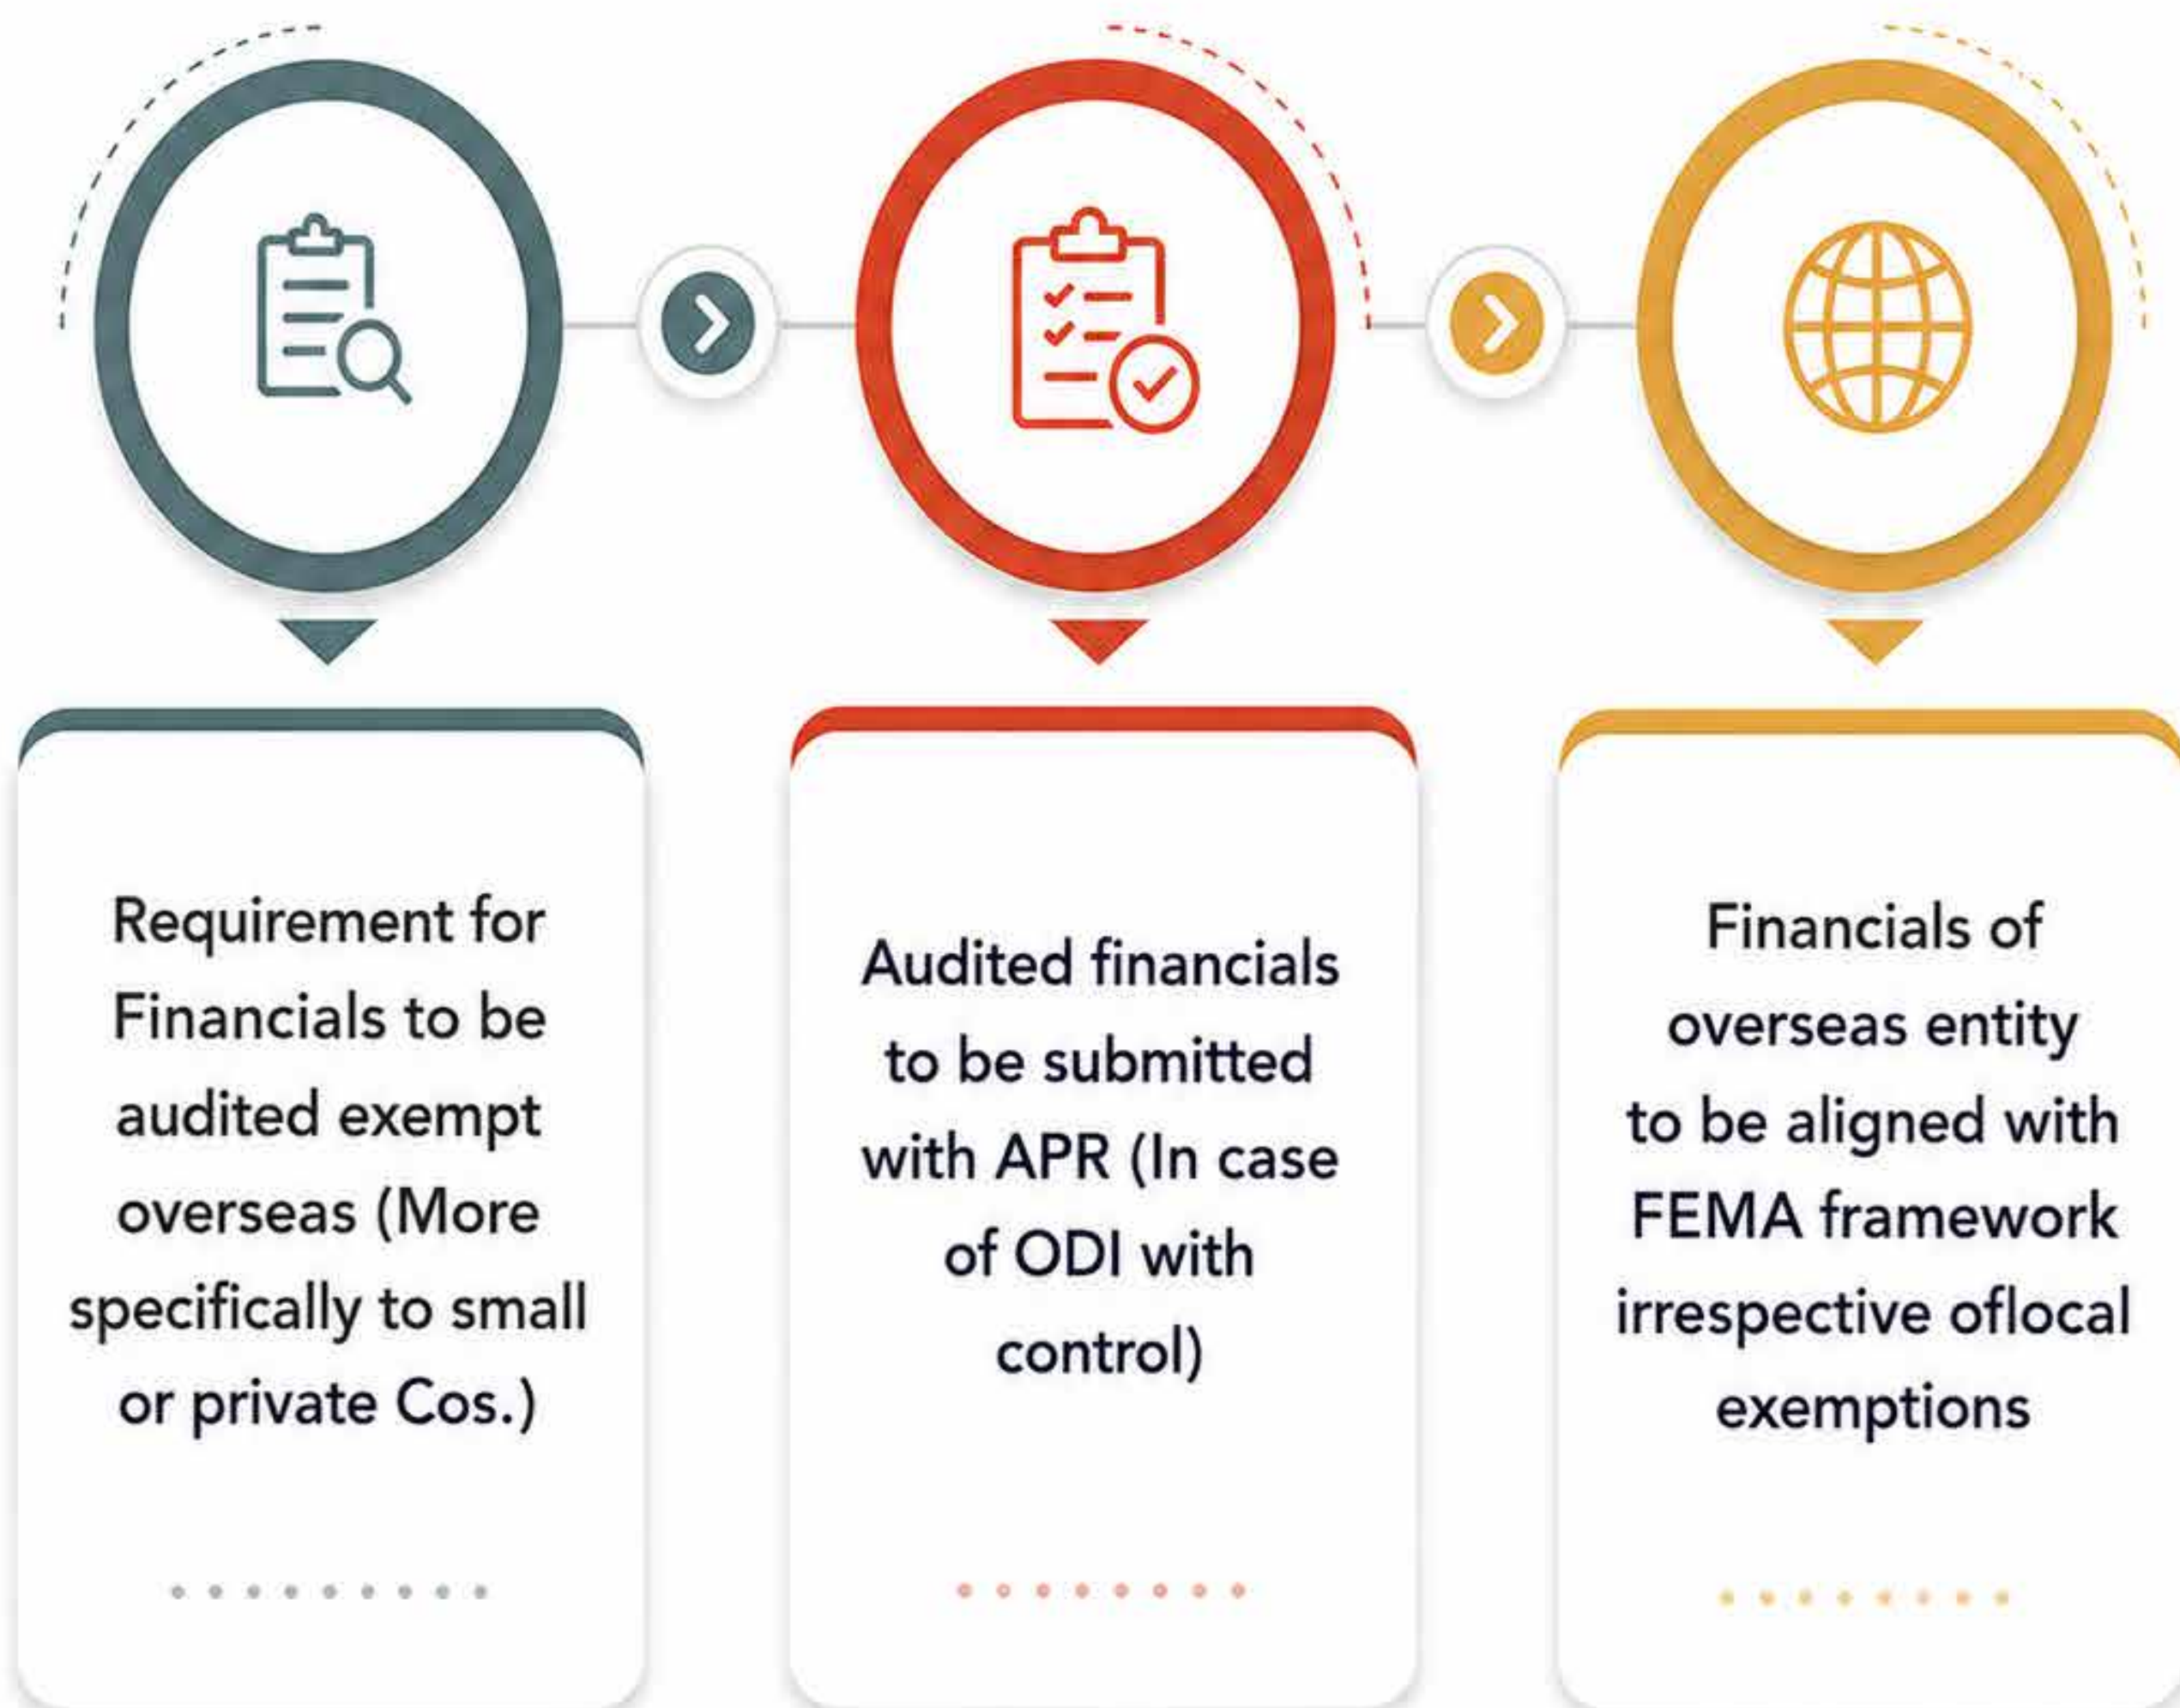 Requirement for
Financials to be
audited exempt
overseas (More
specifically to small
or private Cos.)
Audited financials
to be submitted
with APR (In case
of ODI with
control)
Financials of
overseas entity
to be aligned with
FEMA framework
irrespective oflocal
exemptions